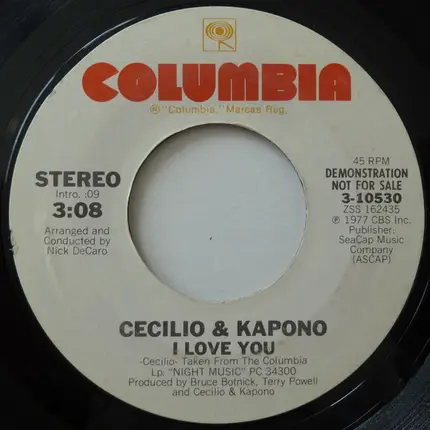 COLUMBIA
® "Columbia," Marcas Reg.
STEREO
Intro. :09
3:08
Arranged and
Conducted by
Nick DeCaro
45 RPM
DEMONSTRATION
NOT FOR SALE
3-10530
ZSS 162435
℗ 1977 CBS Inc.
Publisher:
SeaCap Music
Company
(ASCAP)
CECILIO & KAPONO
I LOVE YOU
-Cecilio- Taken From The Columbia
Lp. "NIGHT MUSIC" PC 34300
Produced by Bruce Botnick, Terry Powell
and Cecilio & Kapono